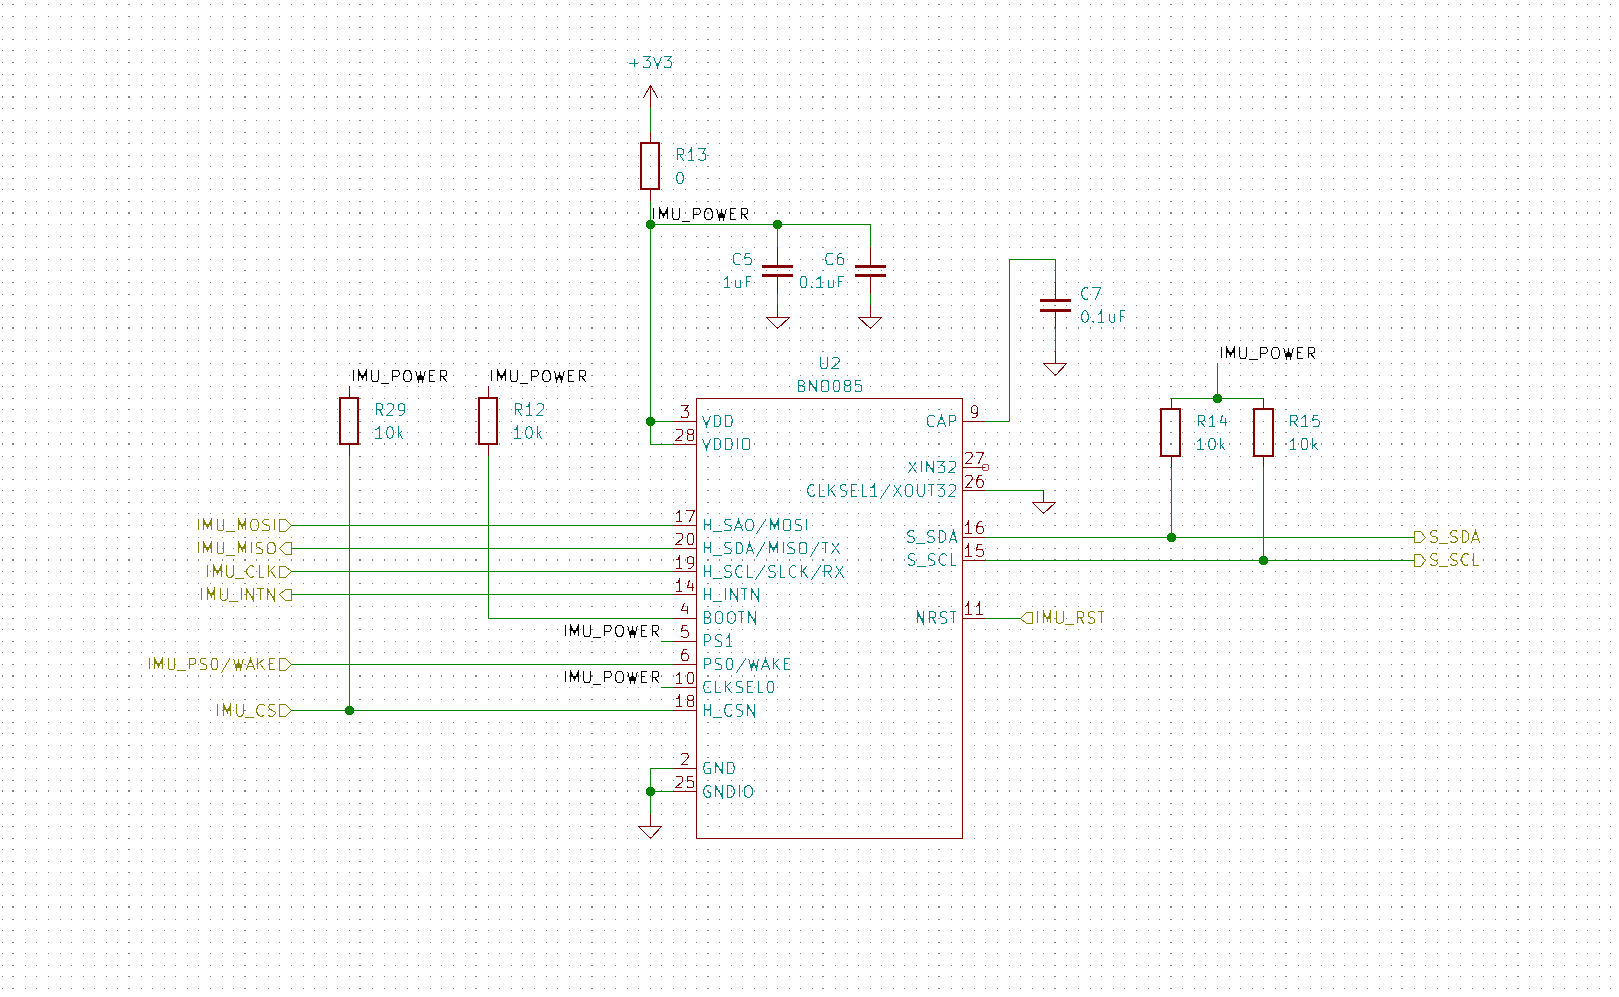 +3V3
R13
0
IMU_POWER
C5
1uF
C6
0.1uF
C7
0.1uF
U2
BNO085
IMU_POWER
R29
10k
IMU_POWER
R12
10k
IMU_POWER
R14
10k
R15
10k
3 VDD
28 VDDIO
CAP 9
XIN32 27
CLKSEL1/XOUT32 26
IMU_MOSI 17 H_SA0/MOSI
IMU_MISO 20 H_SDA/MISO/TX
S_SDA 16 S_SDA
IMU_CLK 19 H_SCL/SLCK/RX
S_SCL 15 S_SCL
IMU_INTN 14 H_INTN
4 BOOTN
NRST 11 IMU_RST
IMU_POWER 5 PS1
IMU_PS0/WAKE 6 PS0/WAKE
IMU_POWER 10 CLKSEL0
IMU_CS 18 H_CSN
2 GND
25 GNDIO